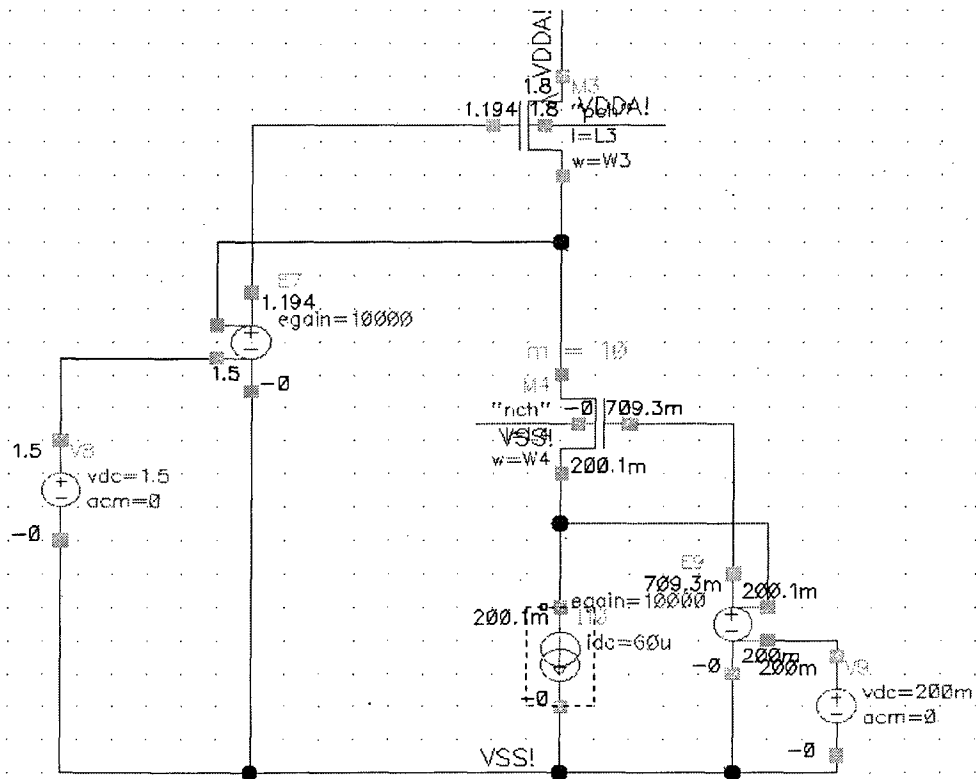 VDDA!
1.8
M3
1.194
1.8
VDDA!
l=L3
w=W3
E7
1.194
egain=10000
1.5
-0
m = 10
M4
"nch"
-0
709.3m
VSS!
w=W4
200.1m
1.5
V8
vdc=1.5
acm=0
-0
E9
709.3m
200.1m
egain=10000
200.1m
idc=60u
200m
-0
200m
-0
V9
vdc=200m
acm=0
-0
VSS!